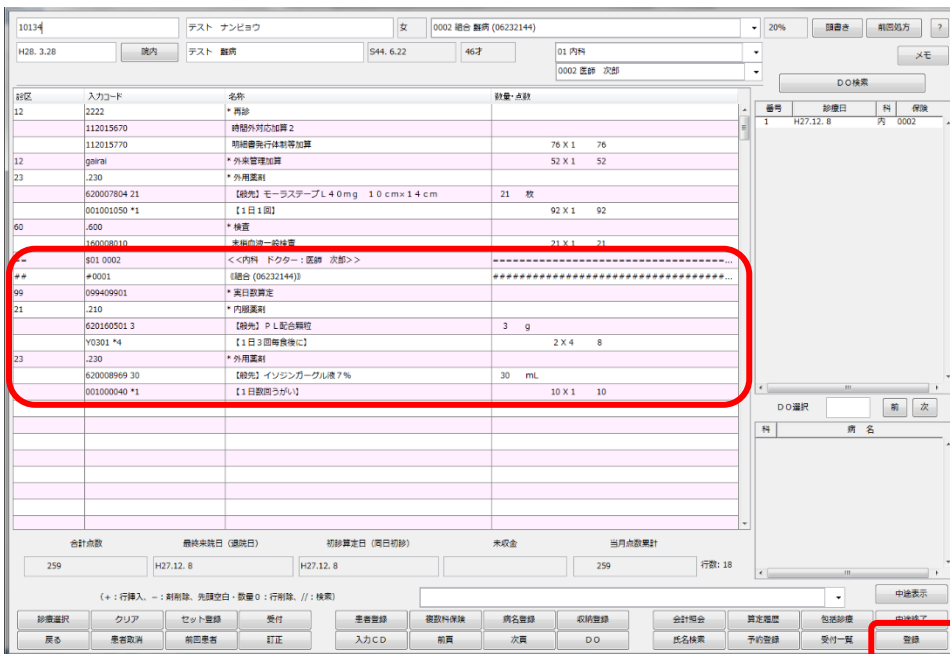 10134 テスト ナンビョウ 女 0002 組合 難病 (06232144) 20% 頭書き 前回処方 ?
H28. 3.28 院内 テスト 難病 S44. 6.22 46才 01 内科 メモ
0002 医師 次郎
DO検索
診区 入力コード 名称 数量・点数
番号 診療日 科 保険
12 2222 * 再診
1 H27.12. 8 内 0002
112015670 時間外対応加算2
112015770 明細書発行体制等加算 76 X 1 76
12 gairai * 外来管理加算 52 X 1 52
23 .230 * 外用薬剤
620007804 21 【般先】モーラステープL40mg 10cm×14cm 21 枚
001001050 *1 【1日1回】 92 X 1 92
60 .600 * 検査
160008010 末梢血液一般検査 21 X 1 21
-- $01 0002 <<内科 ドクター:医師 次郎>> ----------------------------------...
## #0001 《組合 (06232144)》 ##################################...
99 099409901 * 実日数算定
21 .210 * 内服薬剤
620160501 3 【般先】PL配合顆粒 3 g
Y0301 *4 【1日3回毎食後に】 2 X 4 8
23 .230 * 外用薬剤
620008969 30 【般先】イソジンガーグル液7% 30 mL
001000040 *1 【1日数回うがい】 10 X 1 10
DO選択 前 次
科 病 名
合計点数 最終来院日(退院日) 初診算定日(同日初診) 未収金 当月点数累計
259 H27.12. 8 H27.12. 8 259 行数: 18
(+:行挿入、-:剤削除、先頭空白・数量0:行削除、//:検索) 中途表示
診療選択 クリア セット登録 受付 患者登録 複数科保険 病名登録 収納登録 会計照会 算定履歴 包括診療 中途終了
戻る 患者取消 前回患者 訂正 入力CD 前頁 次頁 DO 氏名検索 予約登録 受付一覧 登録